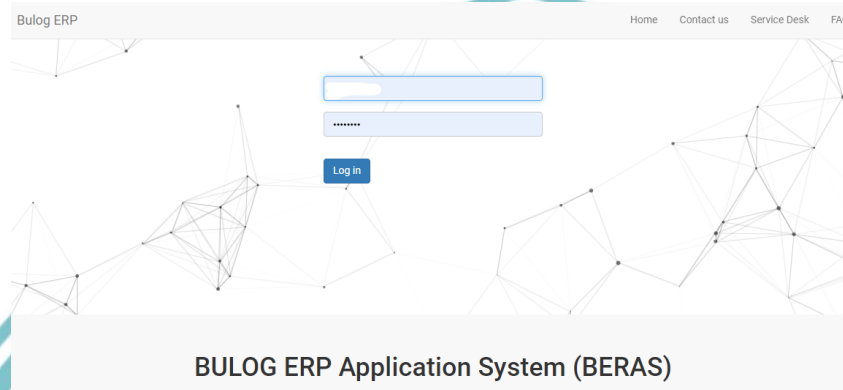 Bulog ERP Home Contact us Service Desk
••••••••
Log in
BULOG ERP Application System (BERAS)